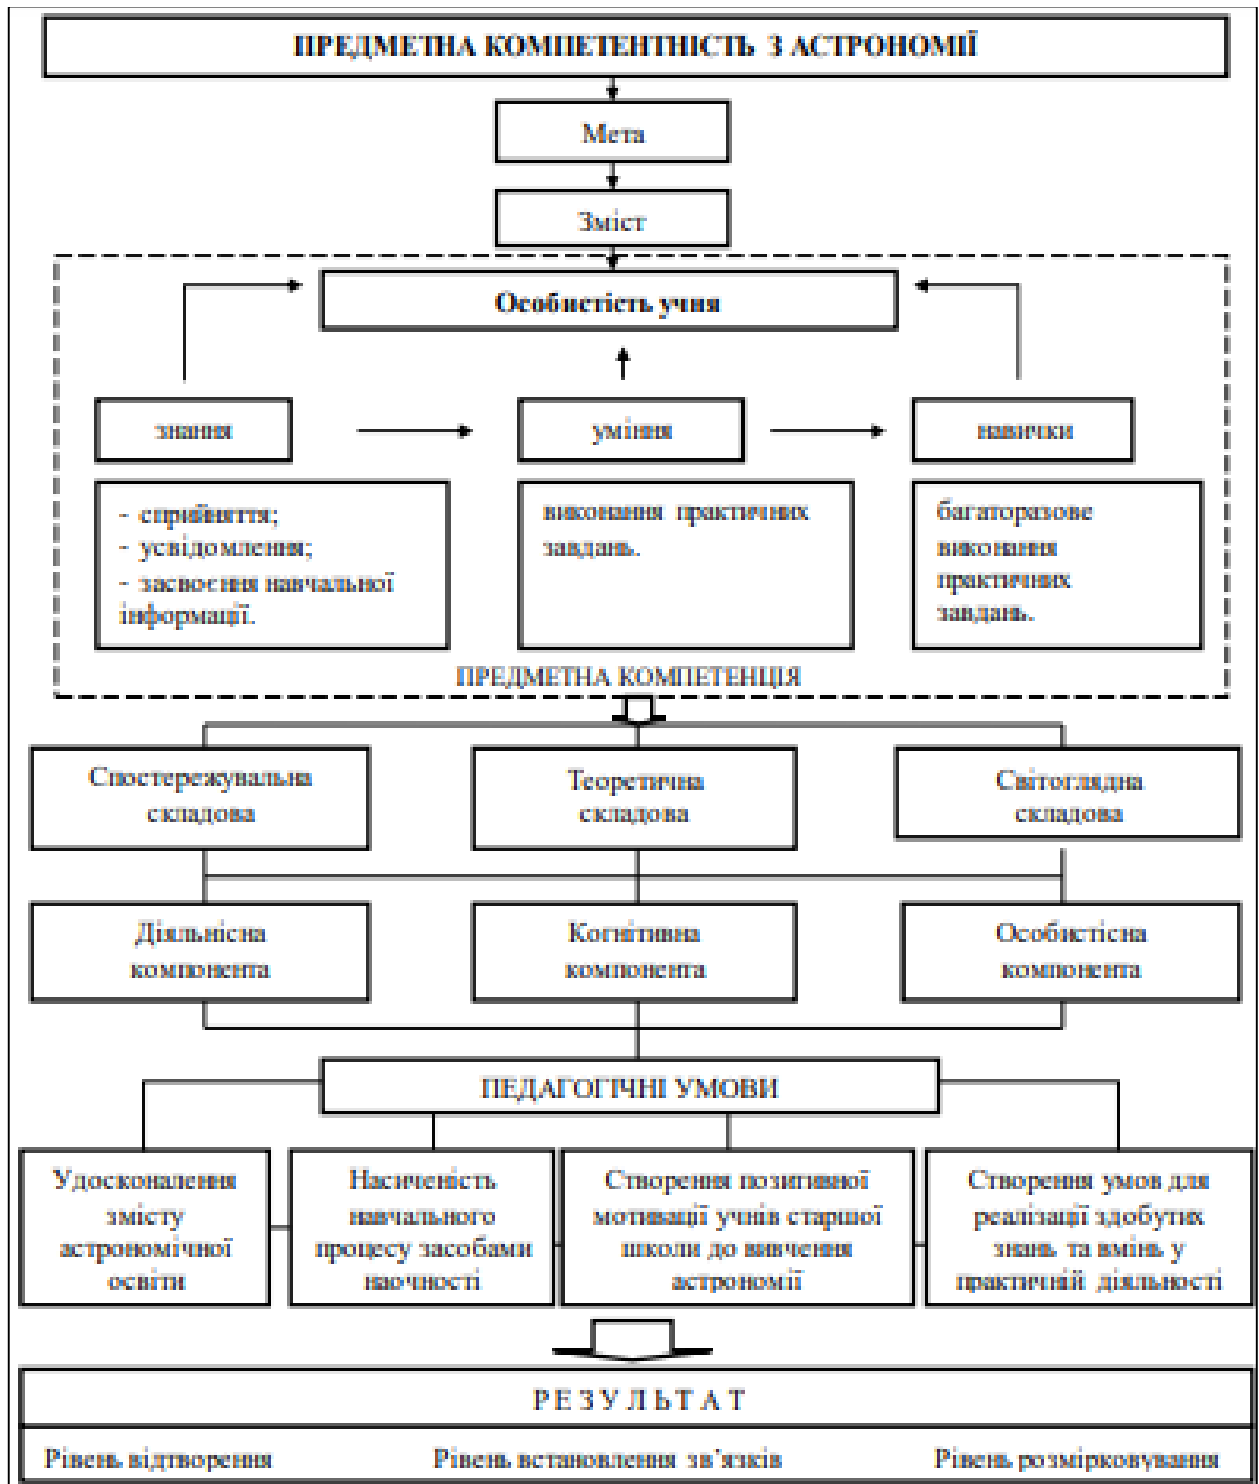 ПРЕДМЕТНА КОМПЕТЕНТНІСТЬ З АСТРОНОМІЇ
Мета
Зміст
Особистість учня
знання
уміння
навички
- сприйняття;
- усвідомлення;
- засвоєння навчальної
інформації.
виконання практичних
завдань.
багаторазове
виконання
практичних
завдань.
ПРЕДМЕТНА КОМПЕТЕНЦІЯ
Спостережувальна
складова
Теоретична
складова
Світоглядна
складова
Діяльнісна
компонента
Когнітивна
компонента
Особистісна
компонента
ПЕДАГОГІЧНІ УМОВИ
Удосконалення
змісту
астрономічної
освіти
Насиченість
навчального
процесу засобами
наочності
Створення позитивної
мотивації учнів старшої
школи до вивчення
астрономії
Створення умов для
реалізації здобутих
знань та вмінь у
практичній діяльності
Р Е З У Л Ь Т А Т
Рівень відтворення
Рівень встановлення зв’язків
Рівень розмірковування